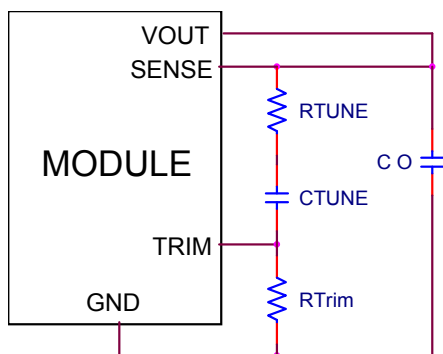 VOUT
SENSE
RTUNE
MODULE
C O
CTUNE
TRIM
RTrim
GND